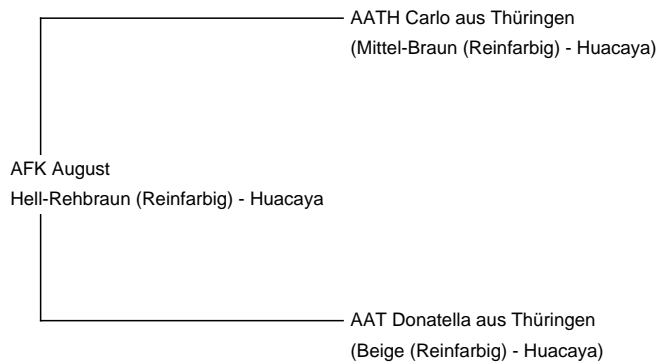 AATH Carlo aus Thüringen
(Mittel-Braun (Reinfarbig) - Huacaya)
AFK August
Hell-Rehbraun (Reinfarbig) - Huacaya
AAT Donatella aus Thüringen
(Beige (Reinfarbig) - Huacaya)